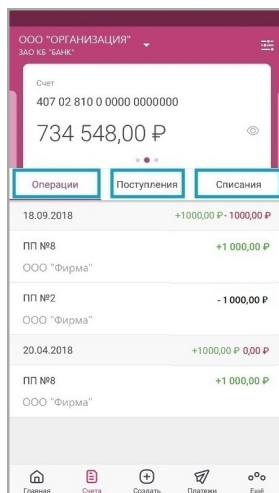 ООО "ОРГАНИЗАЦИЯ"
ЗАО КБ "БАНК"
Счет
407 02 810 0 0000 0000000
734 548,00 ₽
Операции Поступления Списания
18.09.2018 +1000,00 ₽ - 1000,00 ₽
ПП №8 +1 000,00 ₽
ООО "Фирма"
ПП №2 - 1 000,00 ₽
ООО "Фирма"
20.04.2018 +1000,00 ₽ 0,00 ₽
ПП №8 +1 000,00 ₽
ООО "Фирма"
Главная Счета Создать Платежи Ещё